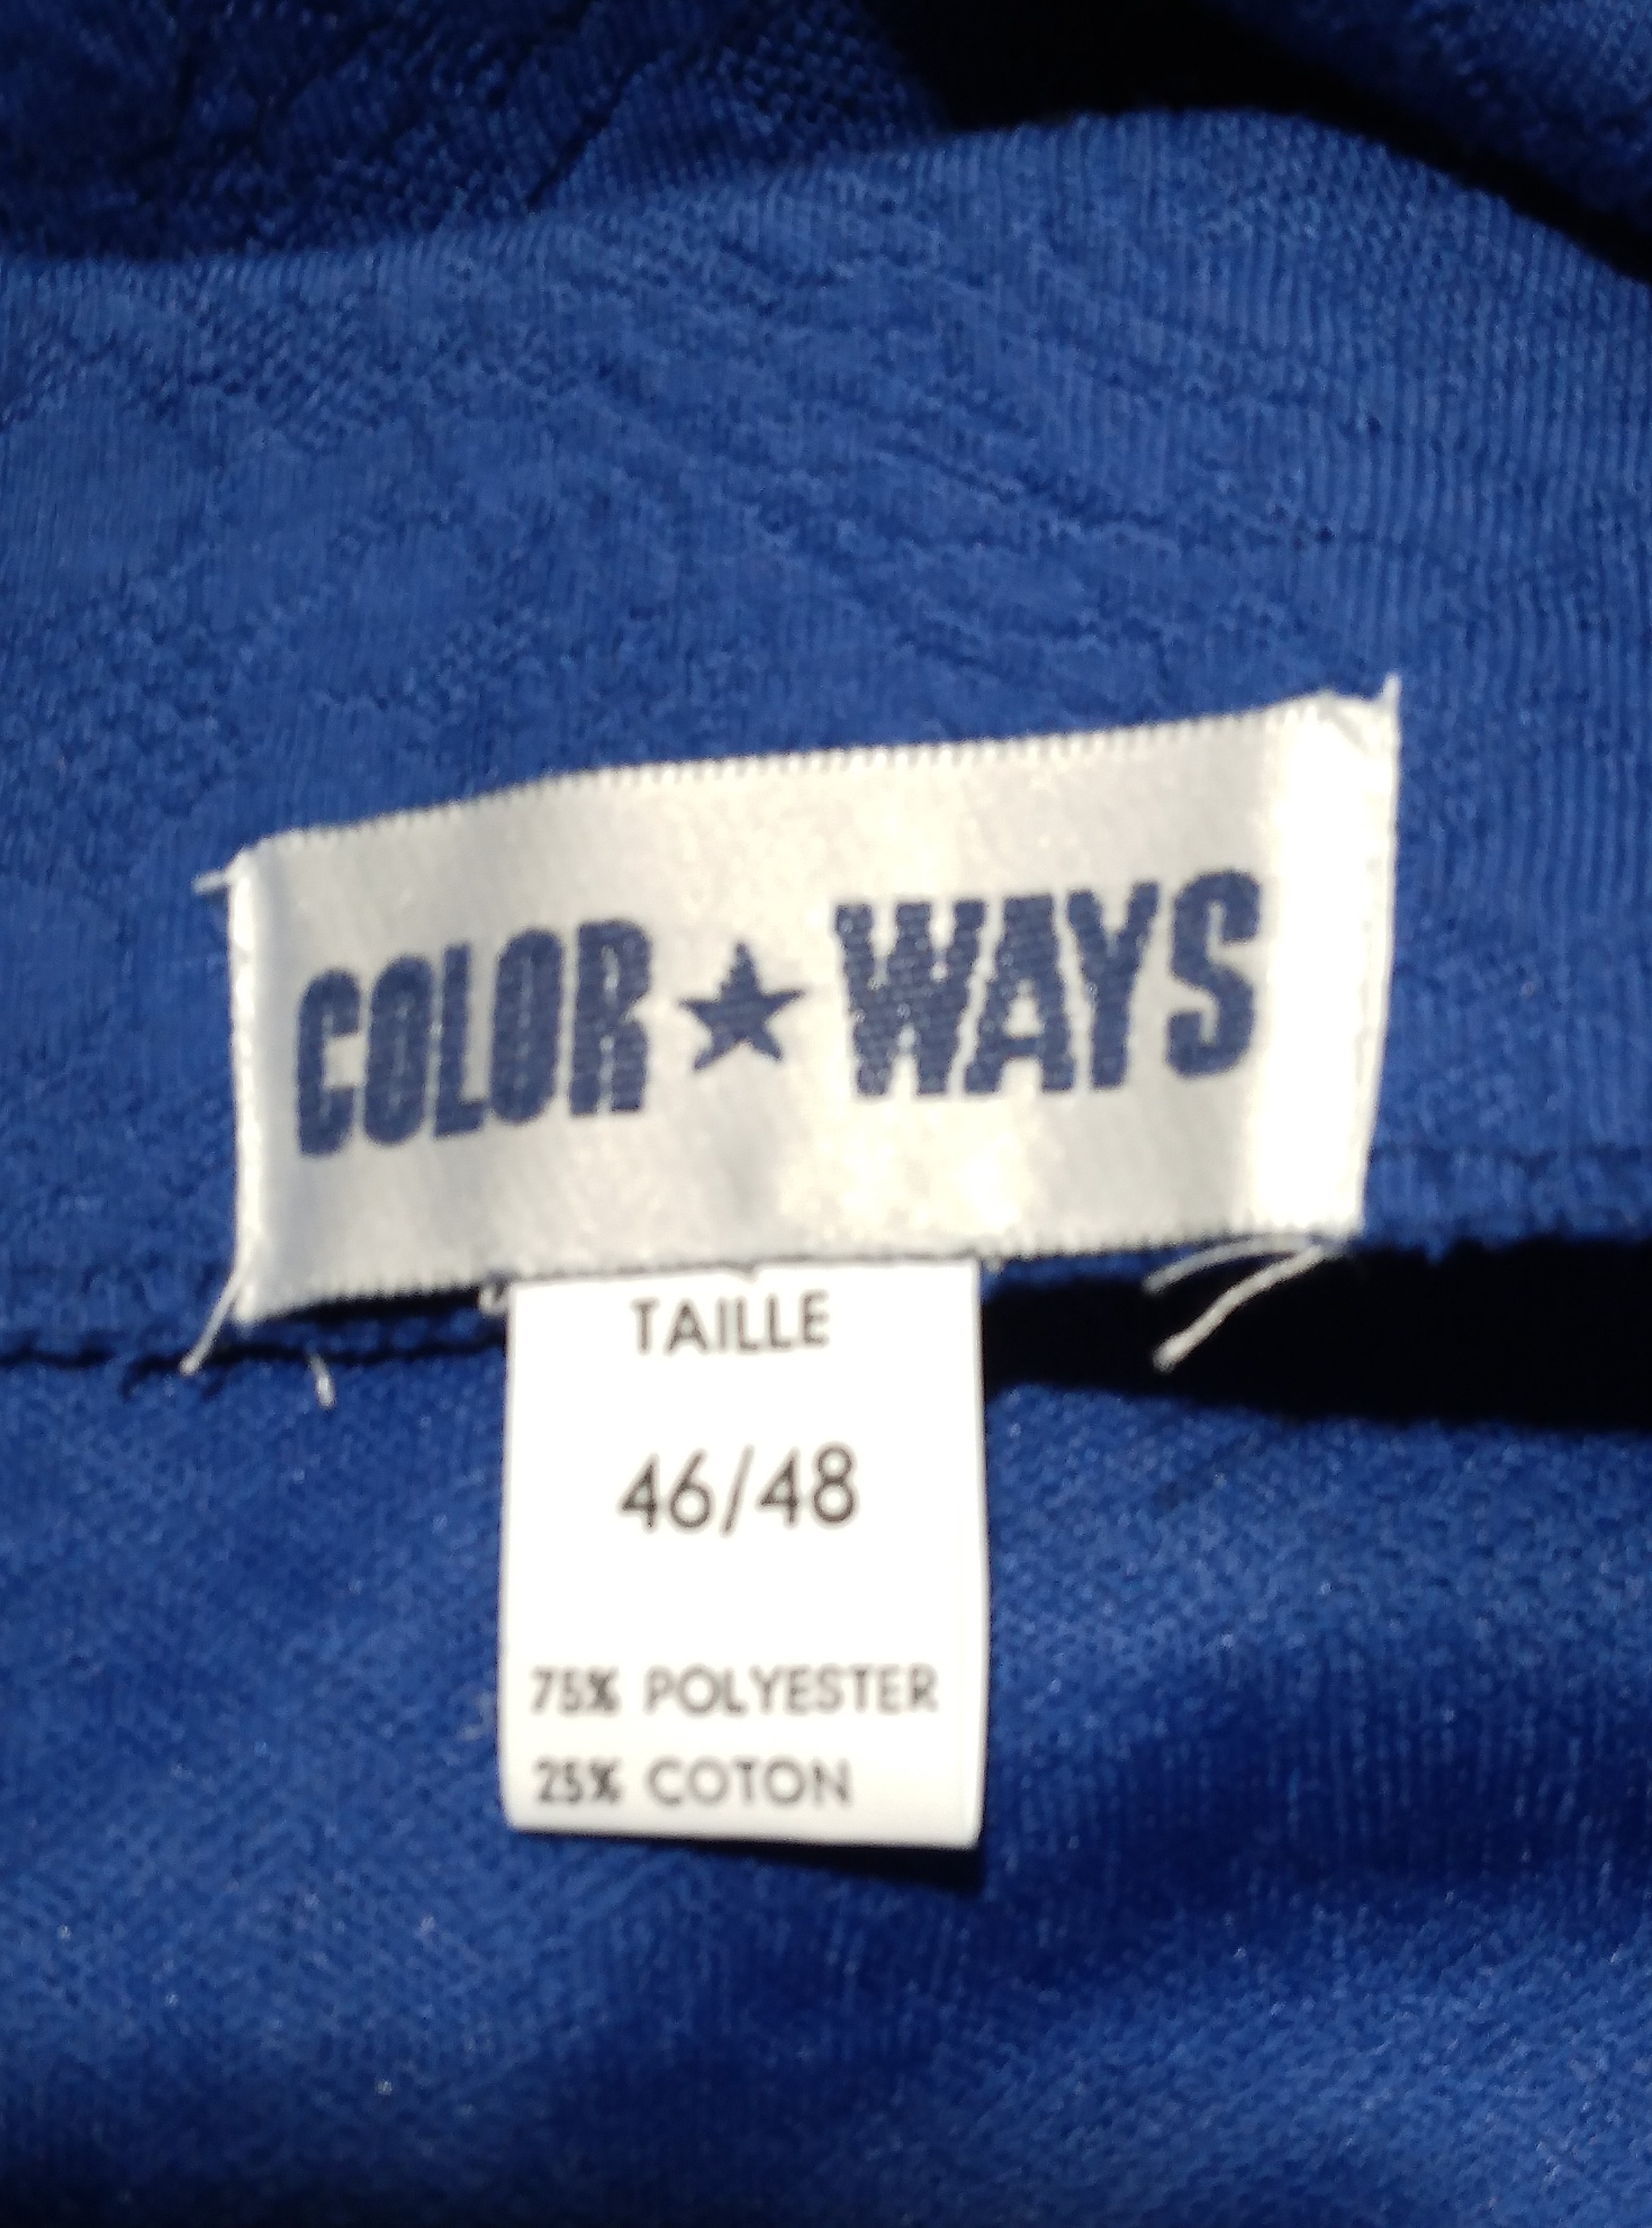 COLOR★WAYS
TAILLE
46/48
75% POLYESTER
25% COTON